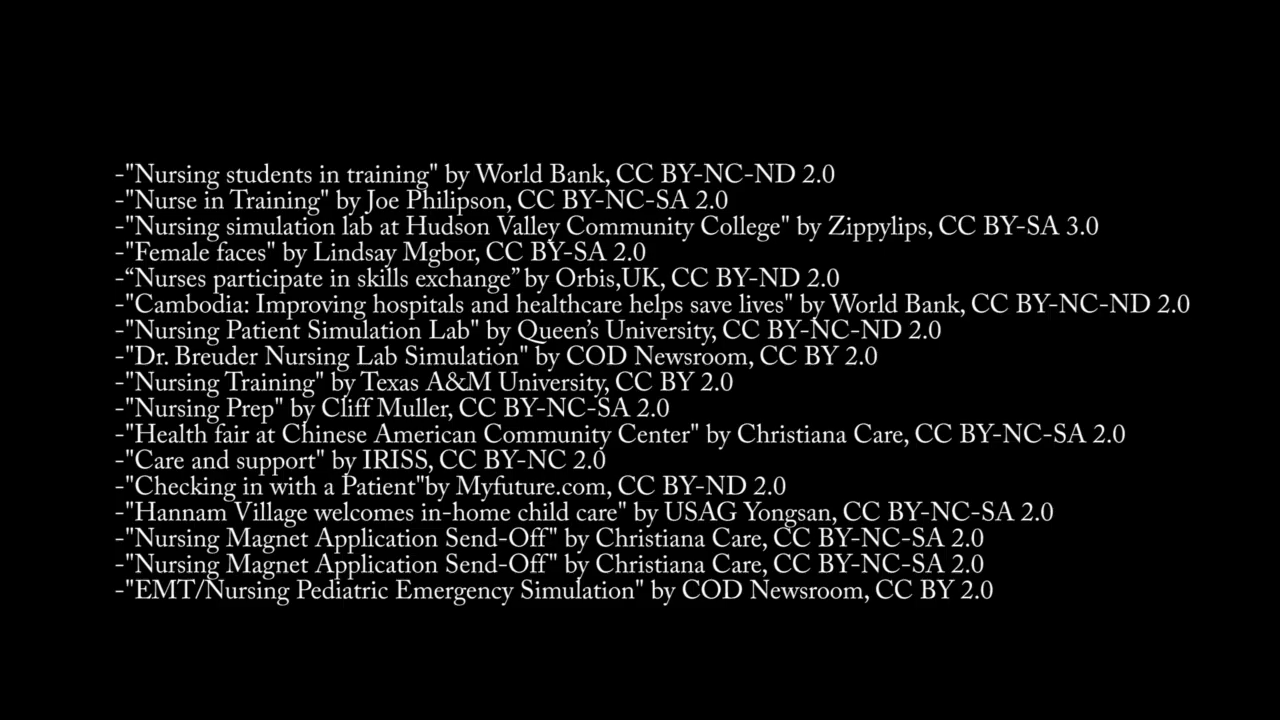 -"Nursing students in training" by World Bank, CC BY-NC-ND 2.0
-"Nurse in Training" by Joe Philipson, CC BY-NC-SA 2.0
-"Nursing simulation lab at Hudson Valley Community College" by Zippylips, CC BY-SA 3.0
-"Female faces" by Lindsay Mgbor, CC BY-SA 2.0
-“Nurses participate in skills exchange” by Orbis,UK, CC BY-ND 2.0
-"Cambodia: Improving hospitals and healthcare helps save lives" by World Bank, CC BY-NC-ND 2.0
-"Nursing Patient Simulation Lab" by Queen’s University, CC BY-NC-ND 2.0
-"Dr. Breuder Nursing Lab Simulation" by COD Newsroom, CC BY 2.0
-"Nursing Training" by Texas A&M University, CC BY 2.0
-"Nursing Prep" by Cliff Muller, CC BY-NC-SA 2.0
-"Health fair at Chinese American Community Center" by Christiana Care, CC BY-NC-SA 2.0
-"Care and support" by IRISS, CC BY-NC 2.0
-"Checking in with a Patient"by Myfuture.com, CC BY-ND 2.0
-"Hannam Village welcomes in-home child care" by USAG Yongsan, CC BY-NC-SA 2.0
-"Nursing Magnet Application Send-Off" by Christiana Care, CC BY-NC-SA 2.0
-"Nursing Magnet Application Send-Off" by Christiana Care, CC BY-NC-SA 2.0
-"EMT/Nursing Pediatric Emergency Simulation" by COD Newsroom, CC BY 2.0